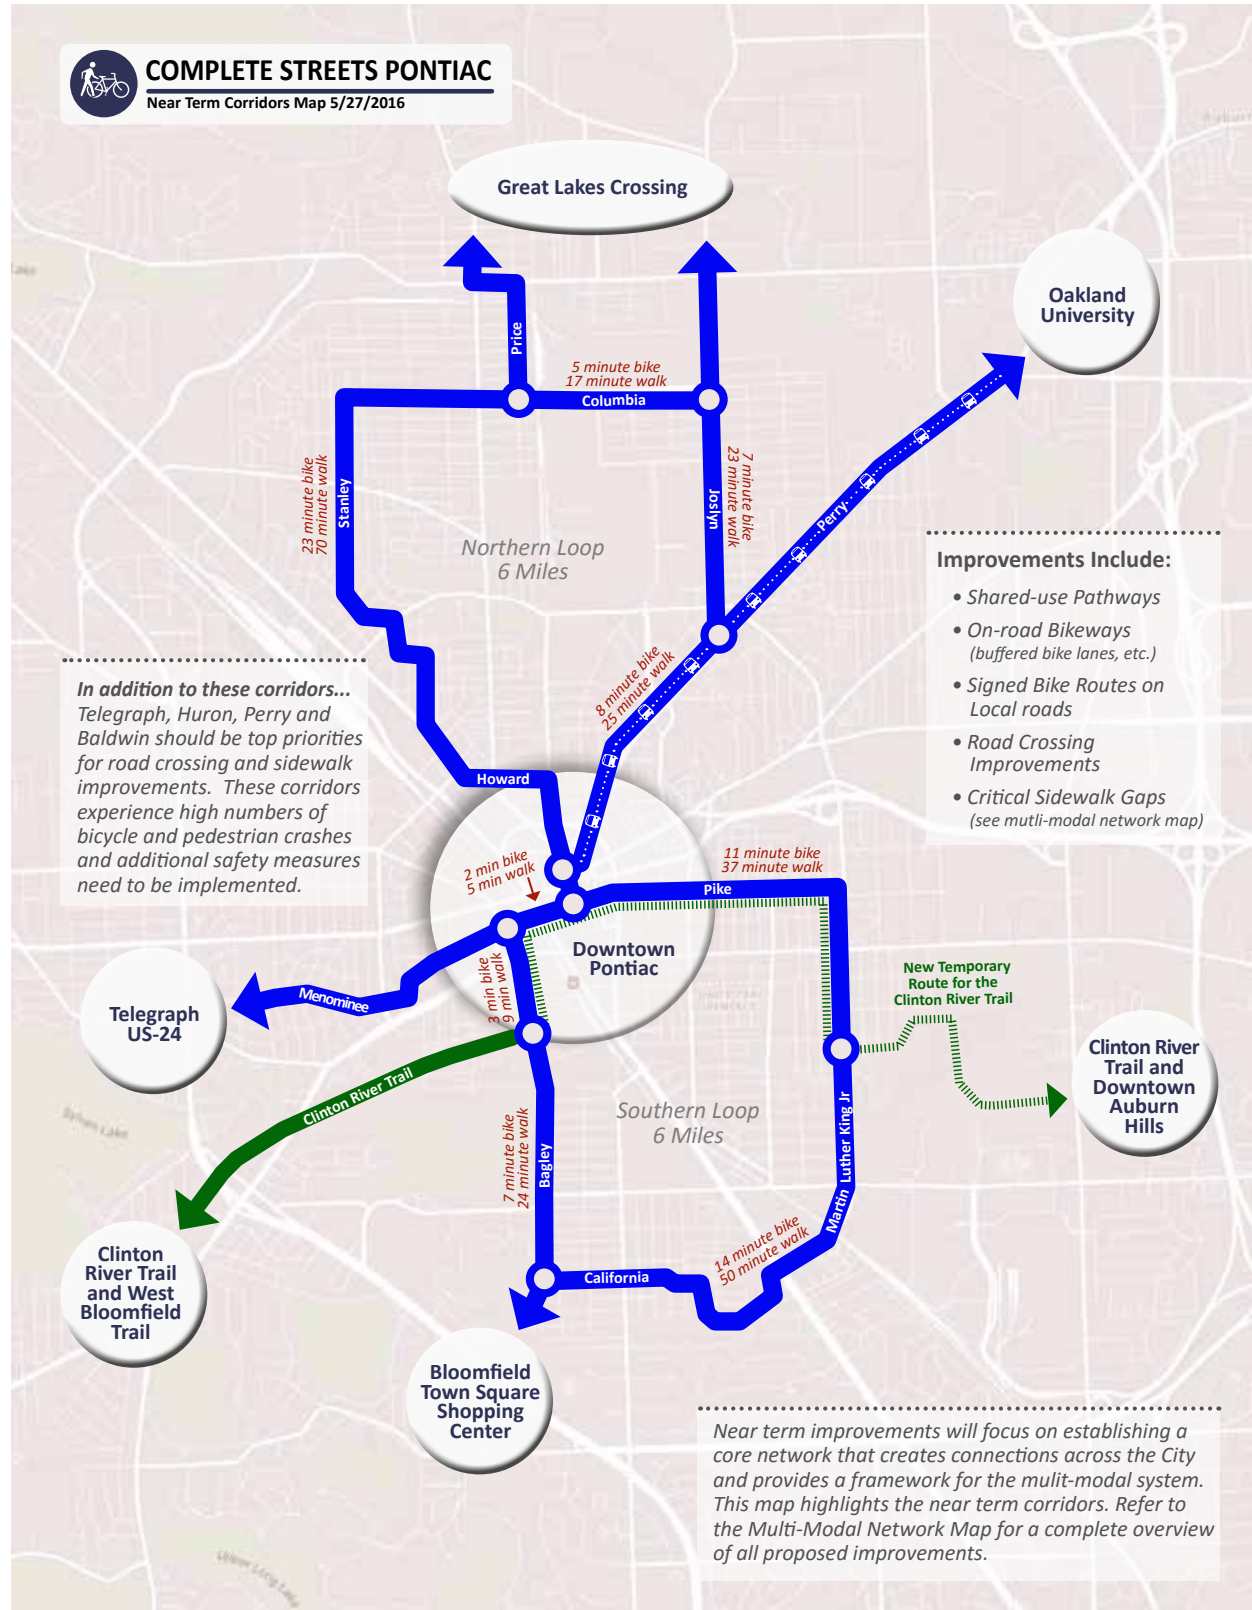 COMPLETE STREETS PONTIAC
Near Term Corridors Map 5/27/2016
Great Lakes Crossing
Oakland
University
Price
5 minute bike
17 minute walk
Columbia
23 minute bike
70 minute walk
Stanley
Joslyn
7 minute bike
23 minute walk
Perry
Northern Loop
6 Miles
Improvements Include:
• Shared-use Pathways
• On-road Bikeways
(buffered bike lanes, etc.)
• Signed Bike Routes on
Local roads
• Road Crossing
Improvements
• Critical Sidewalk Gaps
(see mutli-modal network map)
8 minute bike
25 minute walk
In addition to these corridors...
Telegraph, Huron, Perry and
Baldwin should be top priorities
for road crossing and sidewalk
improvements. These corridors
experience high numbers of
bicycle and pedestrian crashes
and additional safety measures
need to be implemented.
Howard
2 min bike
5 min walk
11 minute bike
37 minute walk
Pike
Downtown
Pontiac
3 min bike
9 min walk
Menominee
Telegraph
US-24
New Temporary
Route for the
Clinton River Trail
Clinton River
Trail and
Downtown
Auburn
Hills
Clinton River Trail
Southern Loop
6 Miles
7 minute bike
24 minute walk
Bagley
Martin Luther King Jr
14 minute bike
50 minute walk
California
Sylvan Lake
Clinton
River Trail
and West
Bloomfield
Trail
Bloomfield
Town Square
Shopping
Center
Near term improvements will focus on establishing a
core network that creates connections across the City
and provides a framework for the mulit-modal system.
This map highlights the near term corridors. Refer to
the Multi-Modal Network Map for a complete overview
of all proposed improvements.
Lower Long Lake